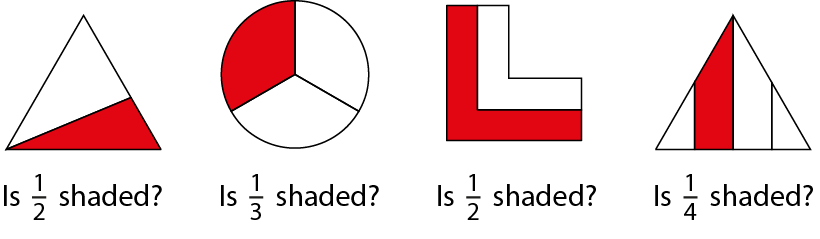 Is 1/2 shaded?
Is 1/3 shaded?
Is 1/2 shaded?
Is 1/4 shaded?